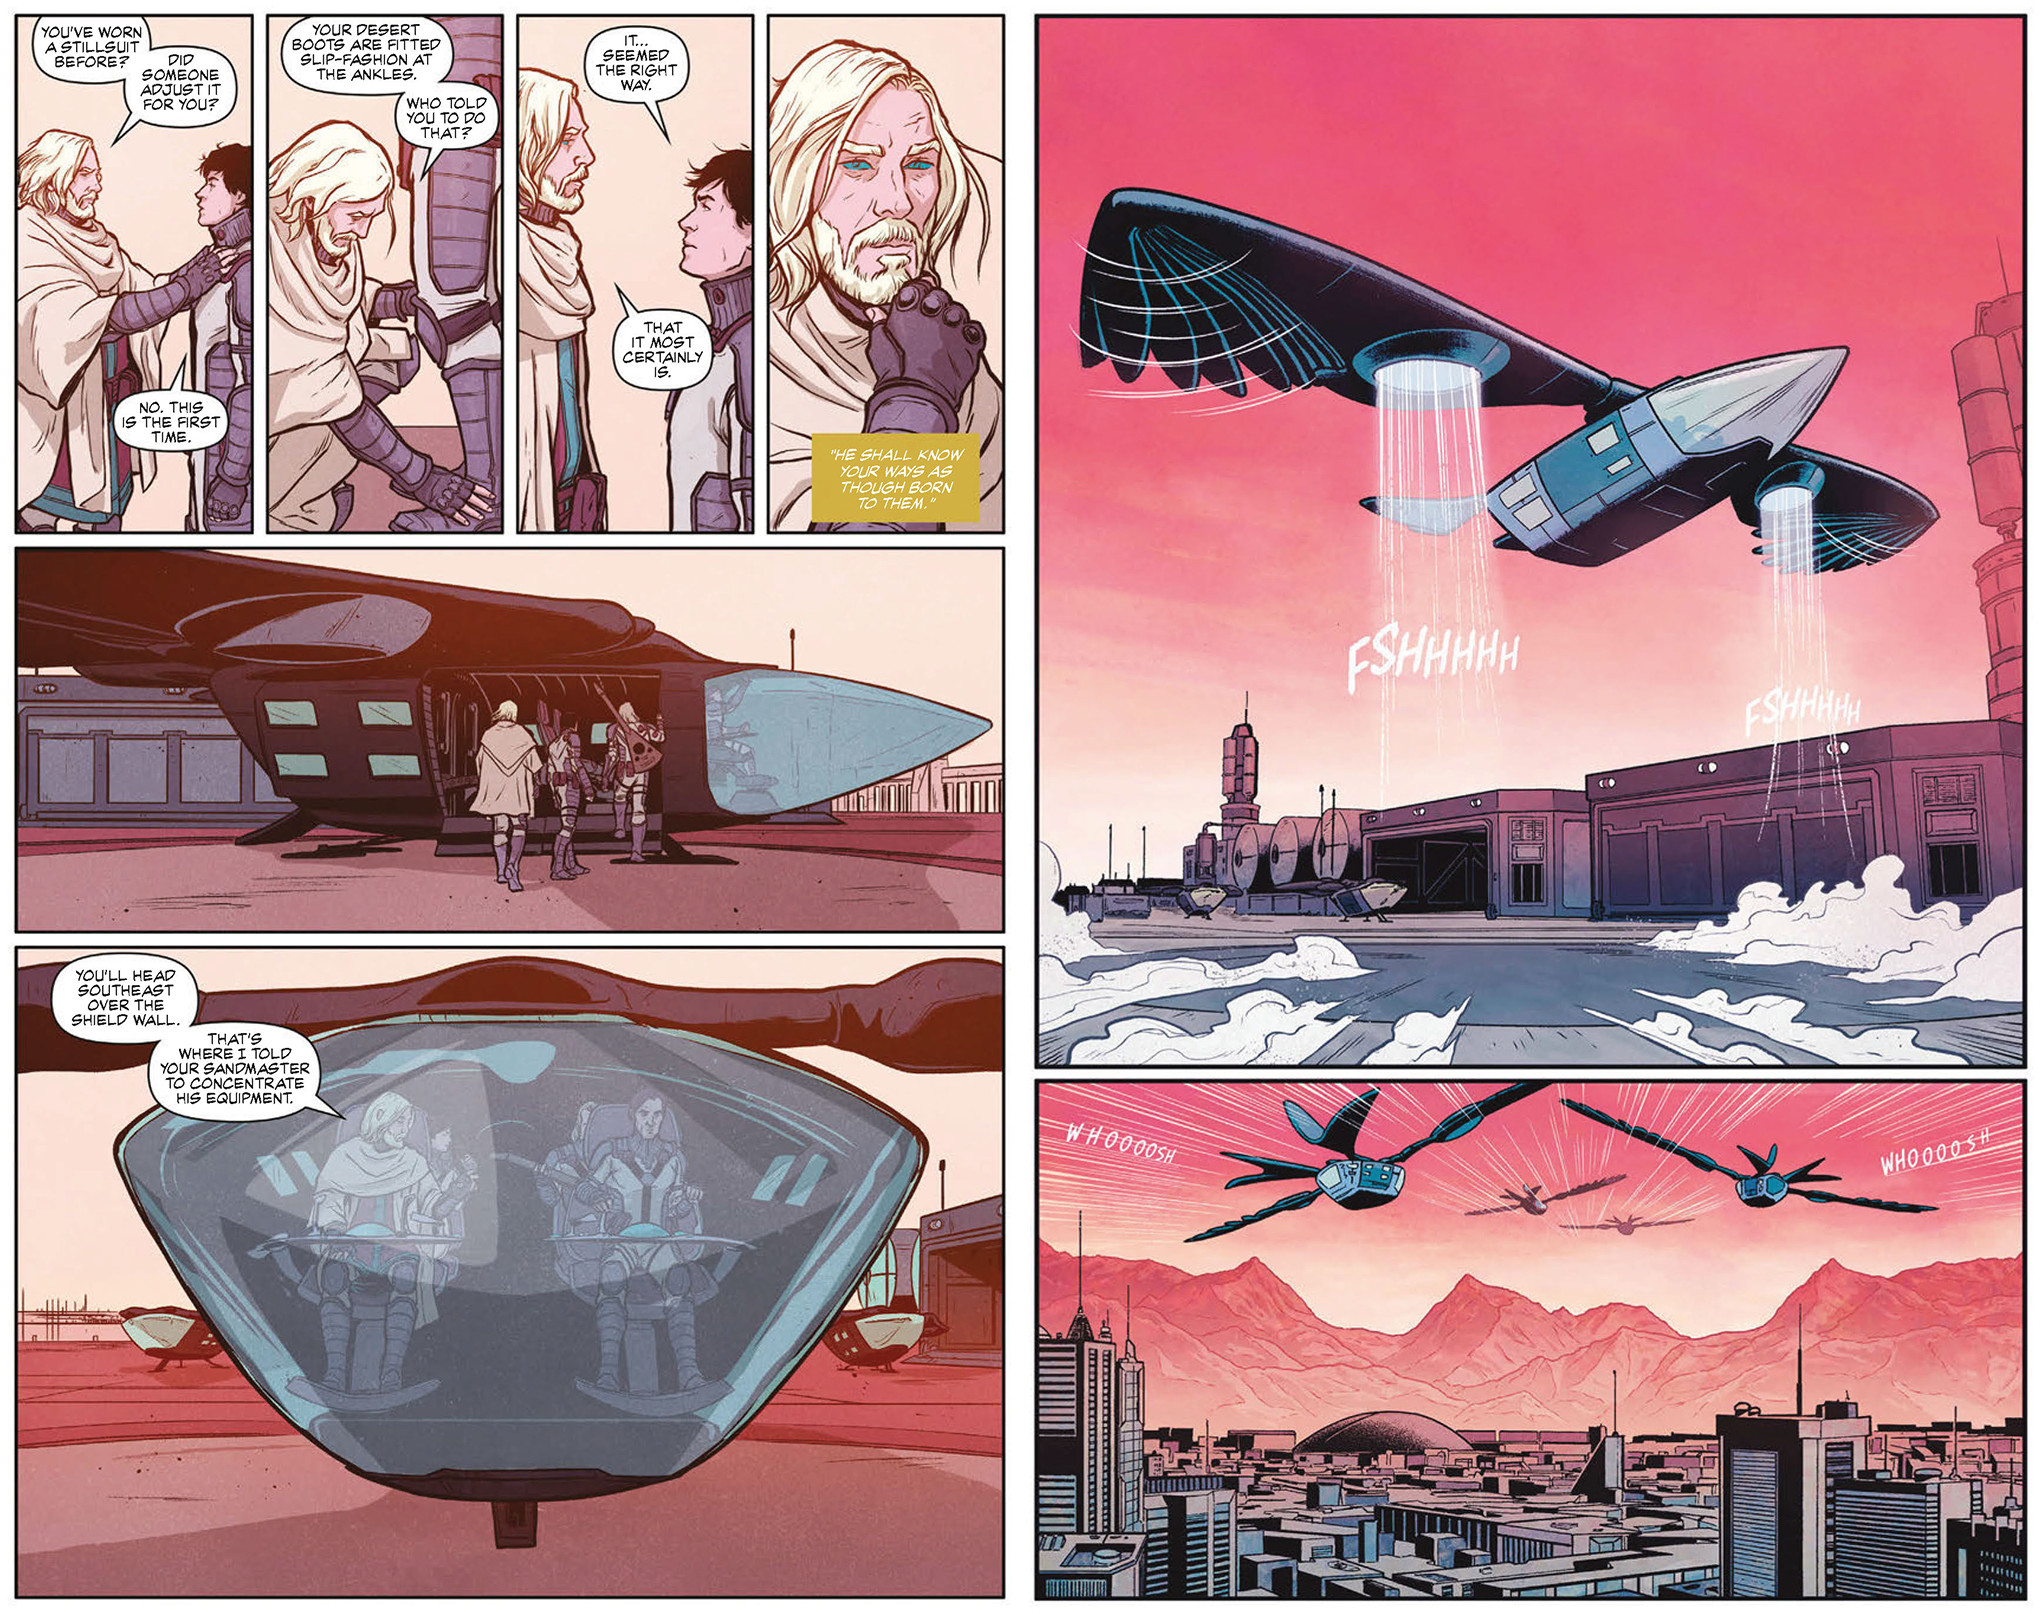 YOU'VE WORN
A STILLSUIT
BEFORE?
DID
SOMEONE
ADJUST IT
FOR YOU?
NO. THIS
IS THE FIRST
TIME.
YOUR DESERT
BOOTS ARE FITTED
SLIP-FASHION AT
THE ANKLES.
WHO TOLD
YOU TO DO
THAT?
IT...
SEEMED
THE RIGHT
WAY.
THAT
IT MOST
CERTAINLY
IS.
"HE SHALL KNOW
YOUR WAYS AS
THOUGH BORN
TO THEM."
YOU'LL HEAD
SOUTHEAST
OVER THE
SHIELD WALL.
THAT'S
WHERE I TOLD
YOUR SANDMASTER
TO CONCENTRATE
HIS EQUIPMENT.
FSHHHHHH
FSHHHHHH
WHOOOOSH
WHOOOOSH